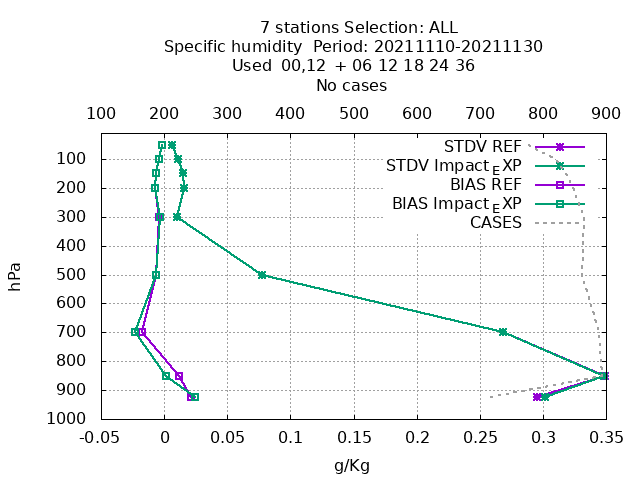 7 stations Selection: ALL
Specific humidity  Period: 20211110-20211130
Used  00,12  + 06 12 18 24 36
No cases
100 200 300 400 500 600 700 800 900
STDV REF
STDV Impact_EXP
BIAS REF
BIAS Impact_EXP
CASES
100
200
300
400
500
600
700
800
900
1000
hPa
-0.05 0 0.05 0.1 0.15 0.2 0.25 0.3 0.35
g/Kg